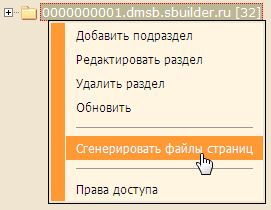 0000000001.dmsb.sbuilder.ru [32]
Добавить подраздел
Редактировать раздел
Удалить раздел
Обновить
Сгенерировать файлы страниц
Права доступа